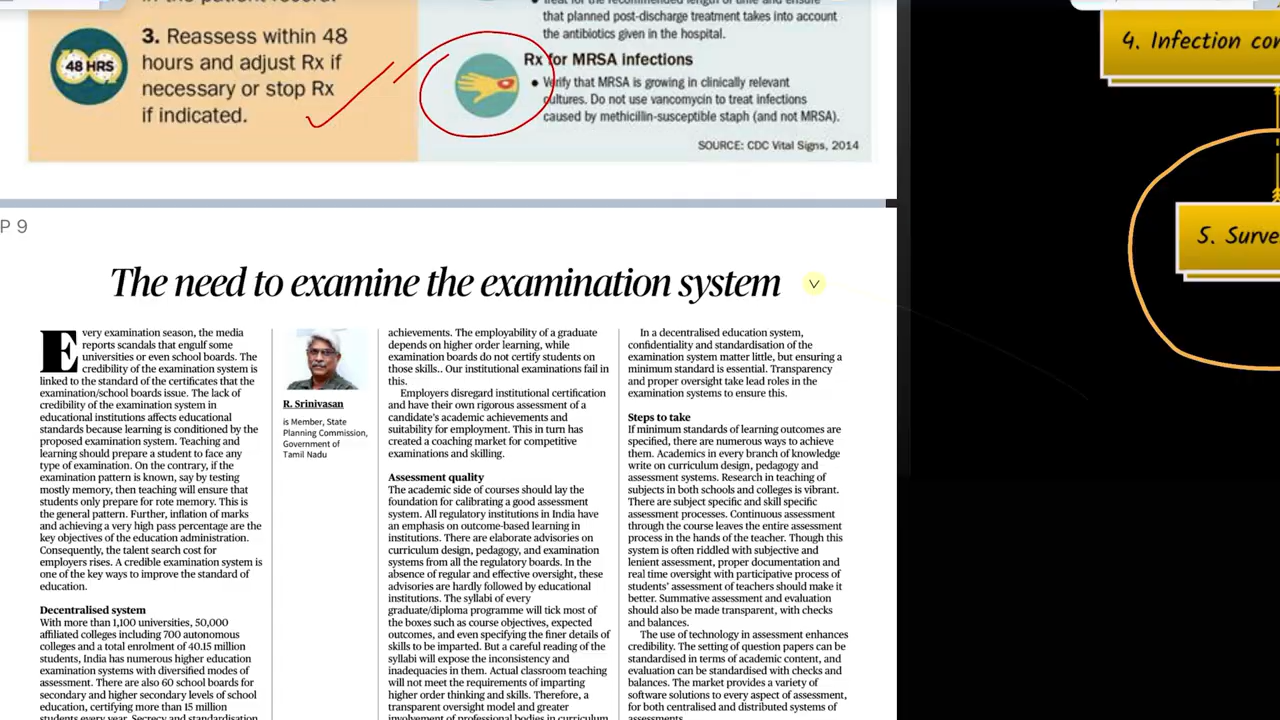 in the patient record.
3. Reassess within 48
hours and adjust Rx if
necessary or stop Rx
if indicated.
48 HRS
that planned post-discharge treatment takes into account
the antibiotics given in the hospital.
Rx for MRSA infections
● Verify that MRSA is growing in clinically relevant
cultures. Do not use vancomycin to treat infections
caused by methicillin-susceptible staph (and not MRSA).
SOURCE: CDC Vital Signs, 2014
4. Infection con
5. Surve
P 9
The need to examine the examination system
Every examination season, the media
reports scandals that engulf some
universities or even school boards. The
credibility of the examination system is
linked to the standard of the certificates that the
examination/school boards issue. The lack of
credibility of the examination system in
educational institutions affects educational
standards because learning is conditioned by the
proposed examination system. Teaching and
learning should prepare a student to face any
type of examination. On the contrary, if the
examination pattern is known, say by testing
mostly memory, then teaching will ensure that
students only prepare for rote memory. This is
the general pattern. Further, inflation of marks
and achieving a very high pass percentage are the
key objectives of the education administration.
Consequently, the talent search cost for
employers rises. A credible examination system is
one of the key ways to improve the standard of
education.
Decentralised system
With more than 1,100 universities, 50,000
affiliated colleges including 700 autonomous
colleges and a total enrolment of 40.15 million
students, India has numerous higher education
examination systems with diversified modes of
assessment. There are also 60 school boards for
secondary and higher secondary levels of school
education, certifying more than 15 million
students every year. Secrecy and standardisation
R. Srinivasan
is Member, State
Planning Commission,
Government of
Tamil Nadu
achievements. The employability of a graduate
depends on higher order learning, while
examination boards do not certify students on
those skills.. Our institutional examinations fail in
this.
Employers disregard institutional certification
and have their own rigorous assessment of a
candidate's academic achievements and
suitability for employment. This in turn has
created a coaching market for competitive
examinations and skilling.
Assessment quality
The academic side of courses should lay the
foundation for calibrating a good assessment
system. All regulatory institutions in India have
an emphasis on outcome-based learning in
institutions. There are elaborate advisories on
curriculum design, pedagogy, and examination
systems from all the regulatory boards. In the
absence of regular and effective oversight, these
advisories are hardly followed by educational
institutions. The syllabi of every
graduate/diploma programme will tick most of
the boxes such as course objectives, expected
outcomes, and even specifying the finer details of
skills to be imparted. But a careful reading of the
syllabi will expose the inconsistency and
inadequacies in them. Actual classroom teaching
will not meet the requirements of imparting
higher order thinking and skills. Therefore, a
transparent oversight model and greater
involvement of professional bodies in curriculum
In a decentralised education system,
confidentiality and standardisation of the
examination system matter little, but ensuring a
minimum standard is essential. Transparency
and proper oversight take lead roles in the
examination systems to ensure this.
Steps to take
If minimum standards of learning outcomes are
specified, there are numerous ways to achieve
them. Academics in every branch of knowledge
write on curriculum design, pedagogy and
assessment systems. Research in teaching of
subjects in both schools and colleges is vibrant.
There are subject specific and skill specific
assessment processes. Continuous assessment
through the course leaves the entire assessment
process in the hands of the teacher. Though this
system is often riddled with subjective and
lenient assessment, proper documentation and
real time oversight with participative process of
students' assessment of teachers should make it
better. Summative assessment and evaluation
should also be made transparent, with checks
and balances.
The use of technology in assessment enhances
credibility. The setting of question papers can be
standardised in terms of academic content, and
evaluation can be standardised with checks and
balances. The market provides a variety of
software solutions to every aspect of assessment,
for both centralised and distributed systems of
assessments.